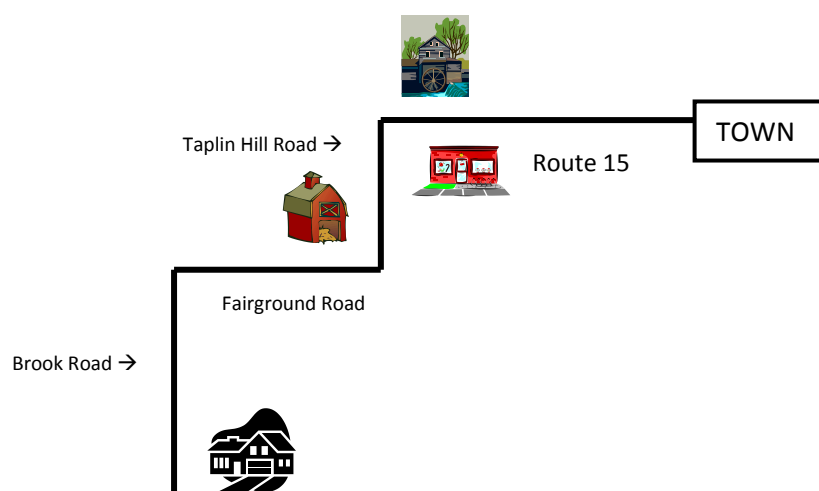 TOWN
Taplin Hill Road →
Route 15
Fairground Road
Brook Road →